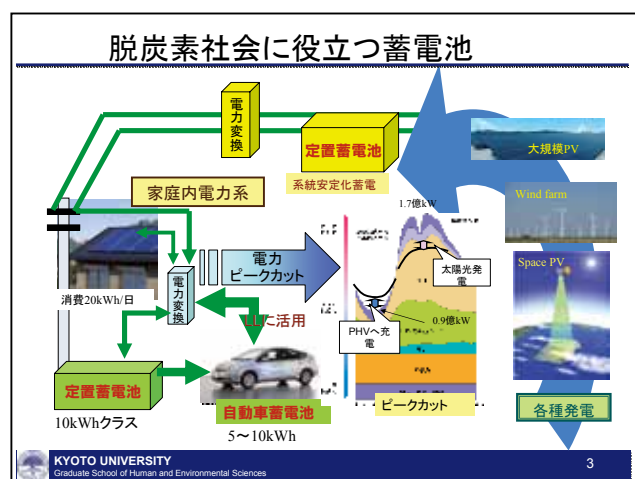 脱炭素社会に役立つ蓄電池
電力変換
定置蓄電池
系統安定化蓄電
大規模PV
家庭内電力系
Wind farm
1.7億kW
電力
ピークカット
Space PV
太陽光発電
消費20kWh/日
電力変換
に活用
0.9億kW
PHVへ充電
定置蓄電池
自動車蓄電池
ピークカット
各種発電
10kWhクラス
5~10kWh
KYOTO UNIVERSITY
Graduate School of Human and Environmental Sciences
3